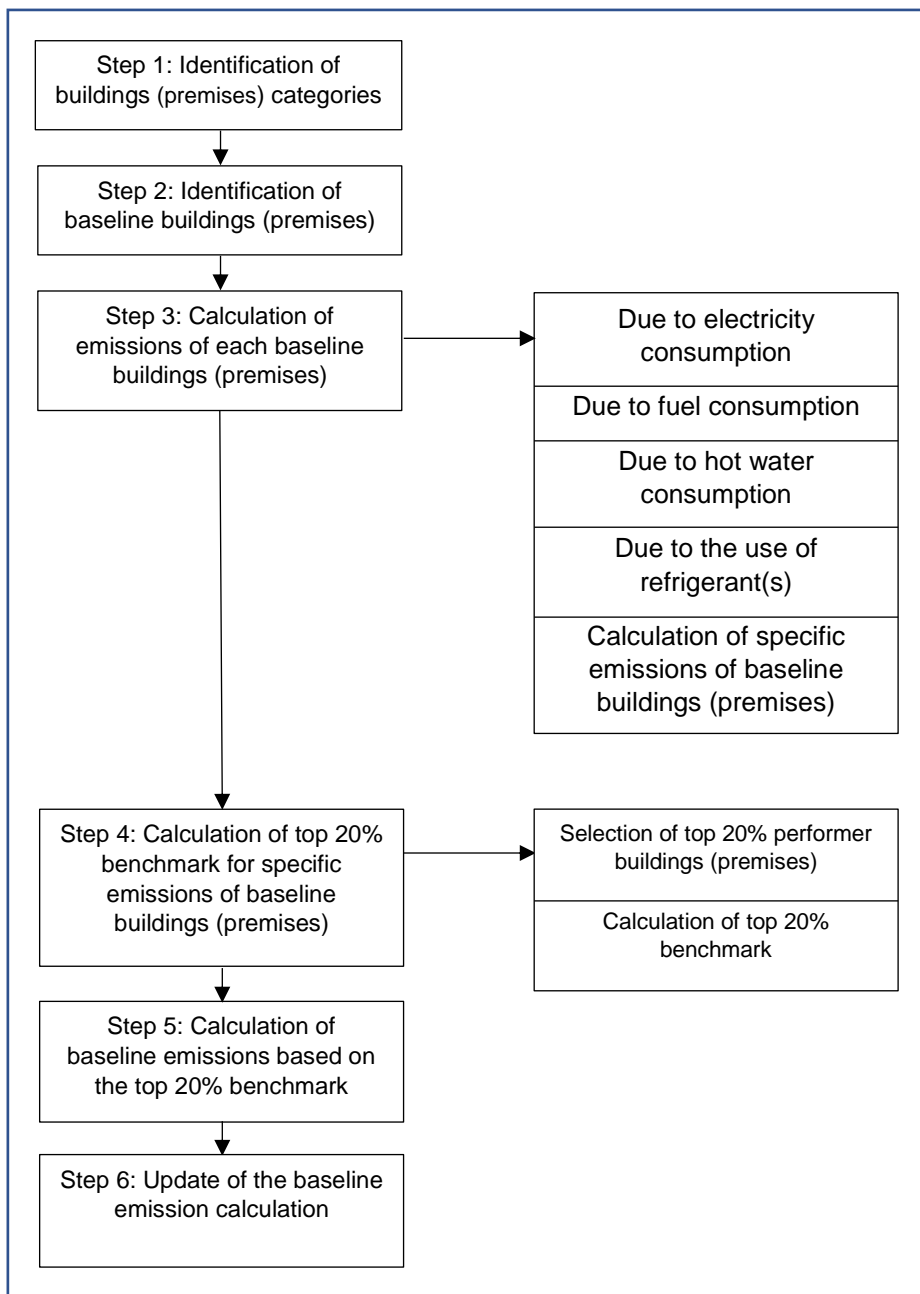 Step 1: Identification of
buildings (premises) categories
Step 2: Identification of
baseline buildings (premises)
Step 3: Calculation of
emissions of each baseline
buildings (premises)
Due to electricity
consumption
Due to fuel consumption
Due to hot water
consumption
Due to the use of
refrigerant(s)
Calculation of specific
emissions of baseline
buildings (premises)
Step 4: Calculation of top 20%
benchmark for specific
emissions of baseline
buildings (premises)
Selection of top 20% performer
buildings (premises)
Calculation of top 20%
benchmark
Step 5: Calculation of
baseline emissions based on
the top 20% benchmark
Step 6: Update of the baseline
emission calculation